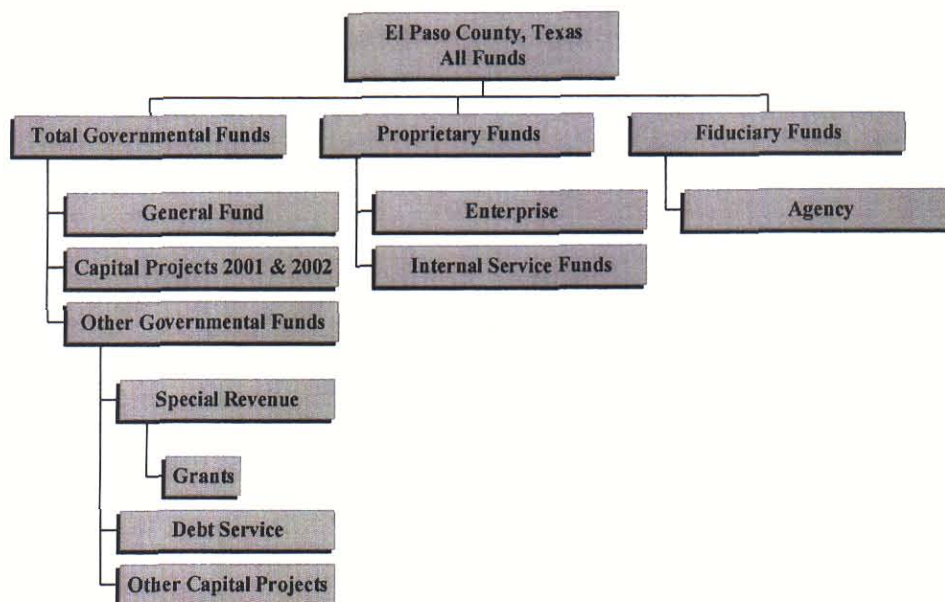 El Paso County, Texas
All Funds
Total Governmental Funds
Proprietary Funds
Fiduciary Funds
General Fund
Enterprise
Agency
Capital Projects 2001 & 2002
Internal Service Funds
Other Governmental Funds
Special Revenue
Grants
Debt Service
Other Capital Projects